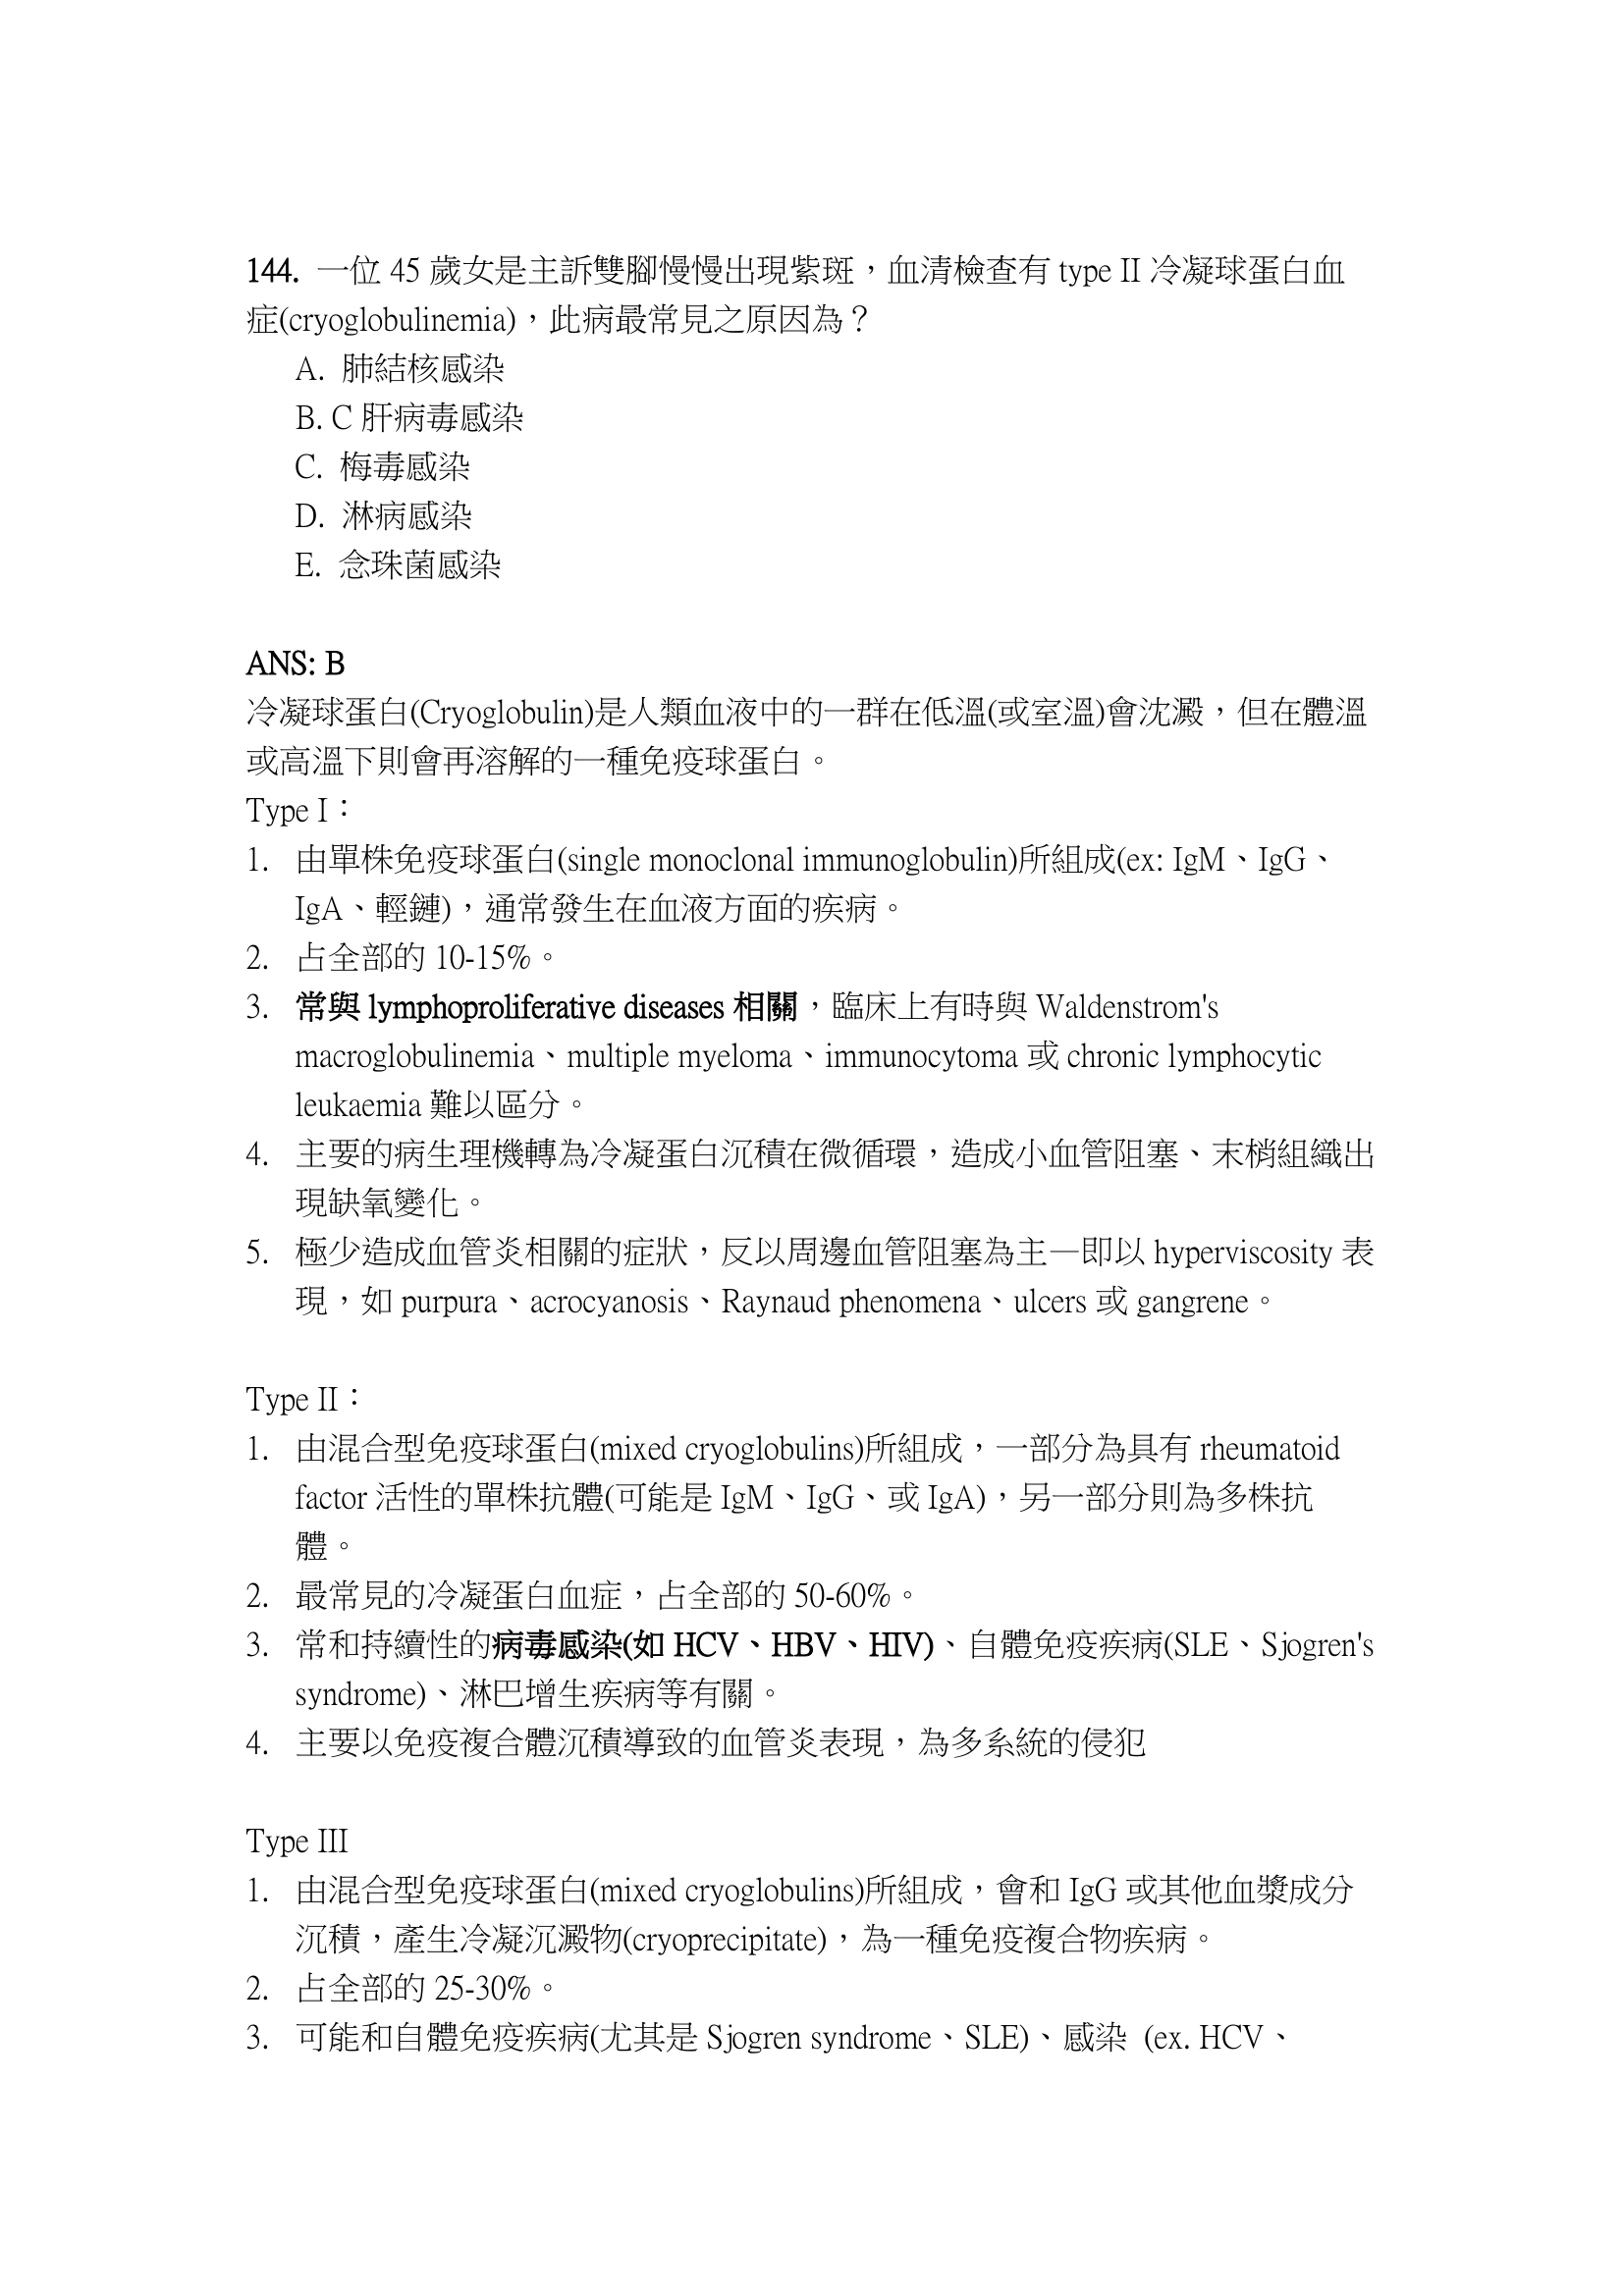 144. 一位 45 歲女是主訴雙腳慢慢出現紫斑，血清檢查有 type II 冷凝球蛋白血
症(cryoglobulinemia)，此病最常見之原因為？
A. 肺結核感染
B. C 肝病毒感染
C. 梅毒感染
D. 淋病感染
E. 念珠菌感染
ANS: B
冷凝球蛋白(Cryoglobulin)是人類血液中的一群在低溫(或室溫)會沈澱，但在體溫
或高溫下則會再溶解的一種免疫球蛋白。
Type I：
1. 由單株免疫球蛋白(single monoclonal immunoglobulin)所組成(ex: IgM、IgG、
IgA、輕鏈)，通常發生在血液方面的疾病。
2. 占全部的 10-15%。
3. 常與 lymphoproliferative diseases 相關，臨床上有時與 Waldenstrom's
macroglobulinemia、multiple myeloma、immunocytoma 或 chronic lymphocytic
leukaemia 難以區分。
4. 主要的病生理機轉為冷凝蛋白沉積在微循環，造成小血管阻塞、末梢組織出
現缺氧變化。
5. 極少造成血管炎相關的症狀，反以周邊血管阻塞為主—即以 hyperviscosity 表
現，如 purpura、acrocyanosis、Raynaud phenomena、ulcers 或 gangrene。
Type II：
1. 由混合型免疫球蛋白(mixed cryoglobulins)所組成，一部分為具有 rheumatoid
factor 活性的單株抗體(可能是 IgM、IgG、或 IgA)，另一部分則為多株抗
體。
2. 最常見的冷凝蛋白血症，占全部的 50-60%。
3. 常和持續性的病毒感染(如 HCV、HBV、HIV)、自體免疫疾病(SLE、Sjogren's
syndrome)、淋巴增生疾病等有關。
4. 主要以免疫複合體沉積導致的血管炎表現，為多系統的侵犯
Type III
1. 由混合型免疫球蛋白(mixed cryoglobulins)所組成，會和 IgG 或其他血漿成分
沉積，產生冷凝沉澱物(cryoprecipitate)，為一種免疫複合物疾病。
2. 占全部的 25-30%。
3. 可能和自體免疫疾病(尤其是 Sjogren syndrome、SLE)、感染 (ex. HCV、